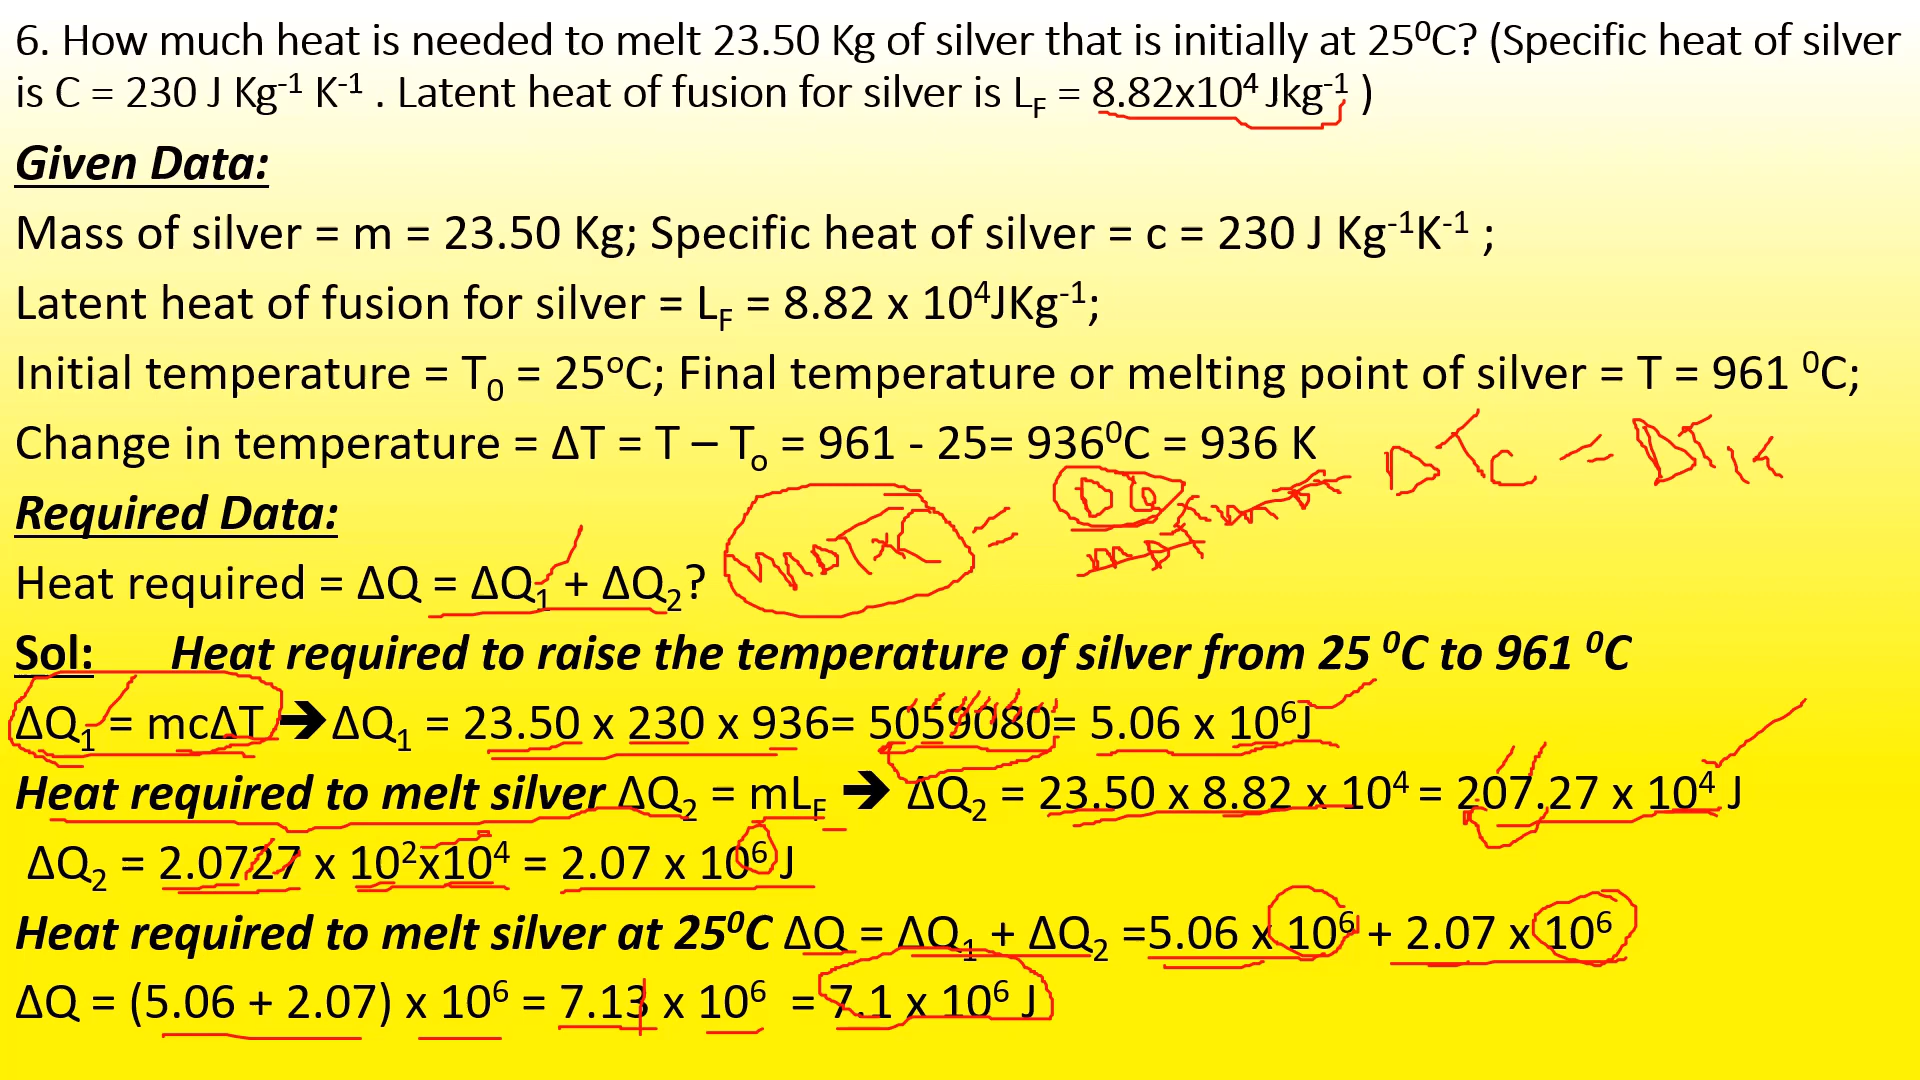 6. How much heat is needed to melt 23.50 Kg of silver that is initially at 25⁰C? (Specific heat of silver
is C = 230 J Kg⁻¹ K⁻¹ . Latent heat of fusion for silver is L_F = 8.82x10⁴ Jkg⁻¹ )
Given Data:
Mass of silver = m = 23.50 Kg; Specific heat of silver = c = 230 J Kg⁻¹K⁻¹ ;
Latent heat of fusion for silver = L_F = 8.82 x 10⁴JKg⁻¹;
Initial temperature = T₀ = 25ᵒC; Final temperature or melting point of silver = T = 961 ⁰C;
Change in temperature = ΔT = T – Tₒ = 961 - 25= 936⁰C = 936 K
ΔT_C = ΔT_K
Required Data:
Heat required = ΔQ = ΔQ₁ + ΔQ₂?
mΔT x C = ΔQ
mΔT
Sol: Heat required to raise the temperature of silver from 25 ⁰C to 961 ⁰C
ΔQ₁ = mcΔT ➔ ΔQ₁ = 23.50 x 230 x 936= 5059080= 5.06 x 10⁶J
Heat required to melt silver ΔQ₂ = mL_F ➔ ΔQ₂ = 23.50 x 8.82 x 10⁴ = 207.27 x 10⁴ J
ΔQ₂ = 2.0727 x 10²x10⁴ = 2.07 x 10⁶ J
Heat required to melt silver at 25⁰C ΔQ = ΔQ₁ + ΔQ₂ =5.06 x 10⁶ + 2.07 x 10⁶
ΔQ = (5.06 + 2.07) x 10⁶ = 7.13 x 10⁶ = 7.1 x 10⁶ J